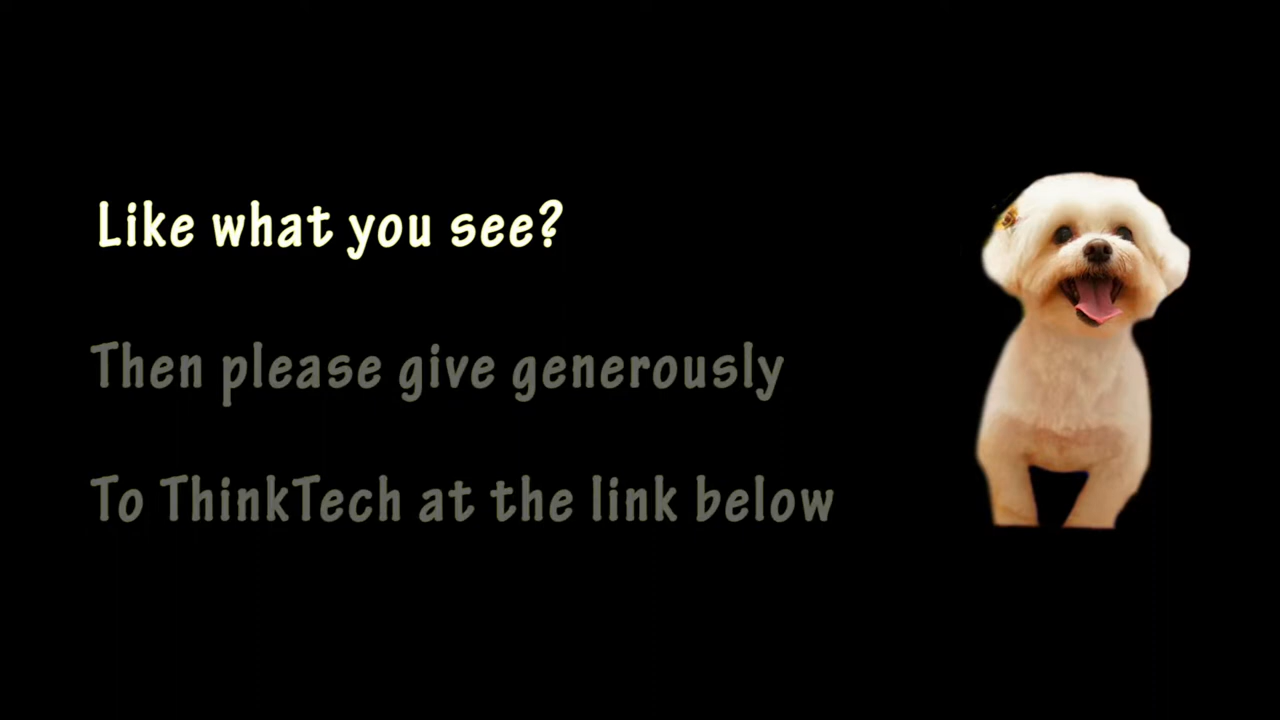 Like what you see?
Then please give generously
To ThinkTech at the link below